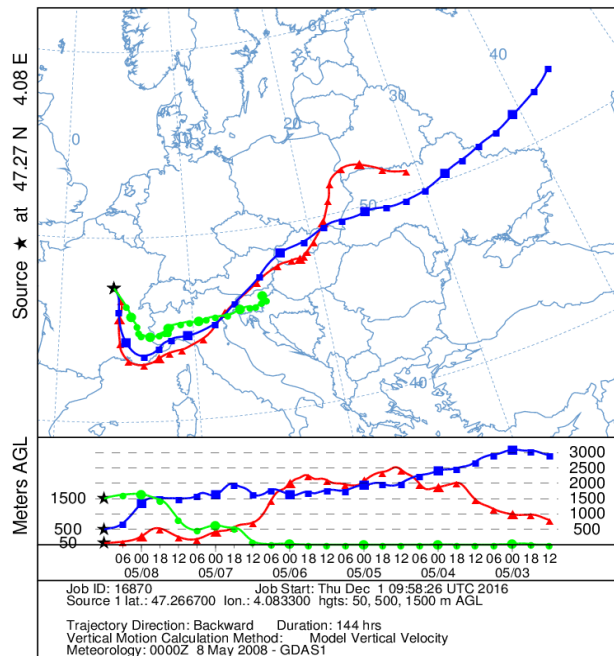 Source ★ at 47.27 N 4.08 E
0
20
30
40
60
50
40
Meters AGL
1500
500
50
3000
2500
2000
1500
1000
500
06 00 18 12 06 00 18 12 06 00 18 12 06 00 18 12 06 00 18 12 06 00 12
05/08 05/07 05/06 05/05 05/04 05/03
Job ID: 16870 Job Start: Thu Dec 1 09:58:26 UTC 2016
Source 1 lat.: 47.266700 lon.: 4.083300 hgts: 50, 500, 1500 m AGL
Trajectory Direction: Backward Duration: 144 hrs
Vertical Motion Calculation Method: Model Vertical Velocity
Meteorology: 0000Z 8 May 2008 - GDAS1